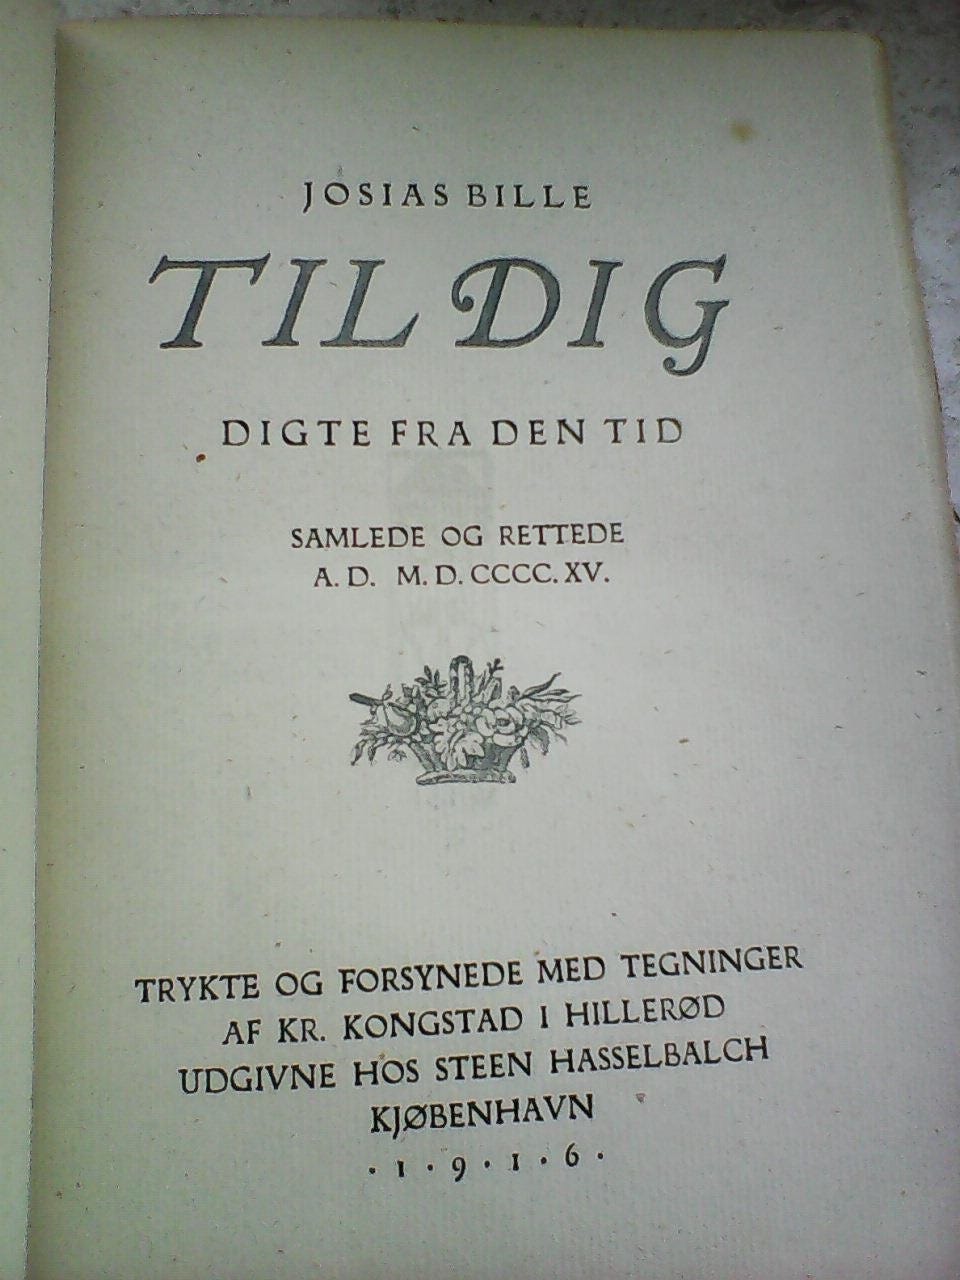 JOSIAS BILLE
TIL DIG
DIGTE FRA DEN TID
SAMLEDE OG RETTEDE
A. D. M. D. CCCC. XV.
TRYKTE OG FORSYNEDE MED TEGNINGER
AF KR. KONGSTAD I HILLERØD
UDGIVNE HOS STEEN HASSELBALCH
KJØBENHAVN
· 1 · 9 · 1 · 6 ·